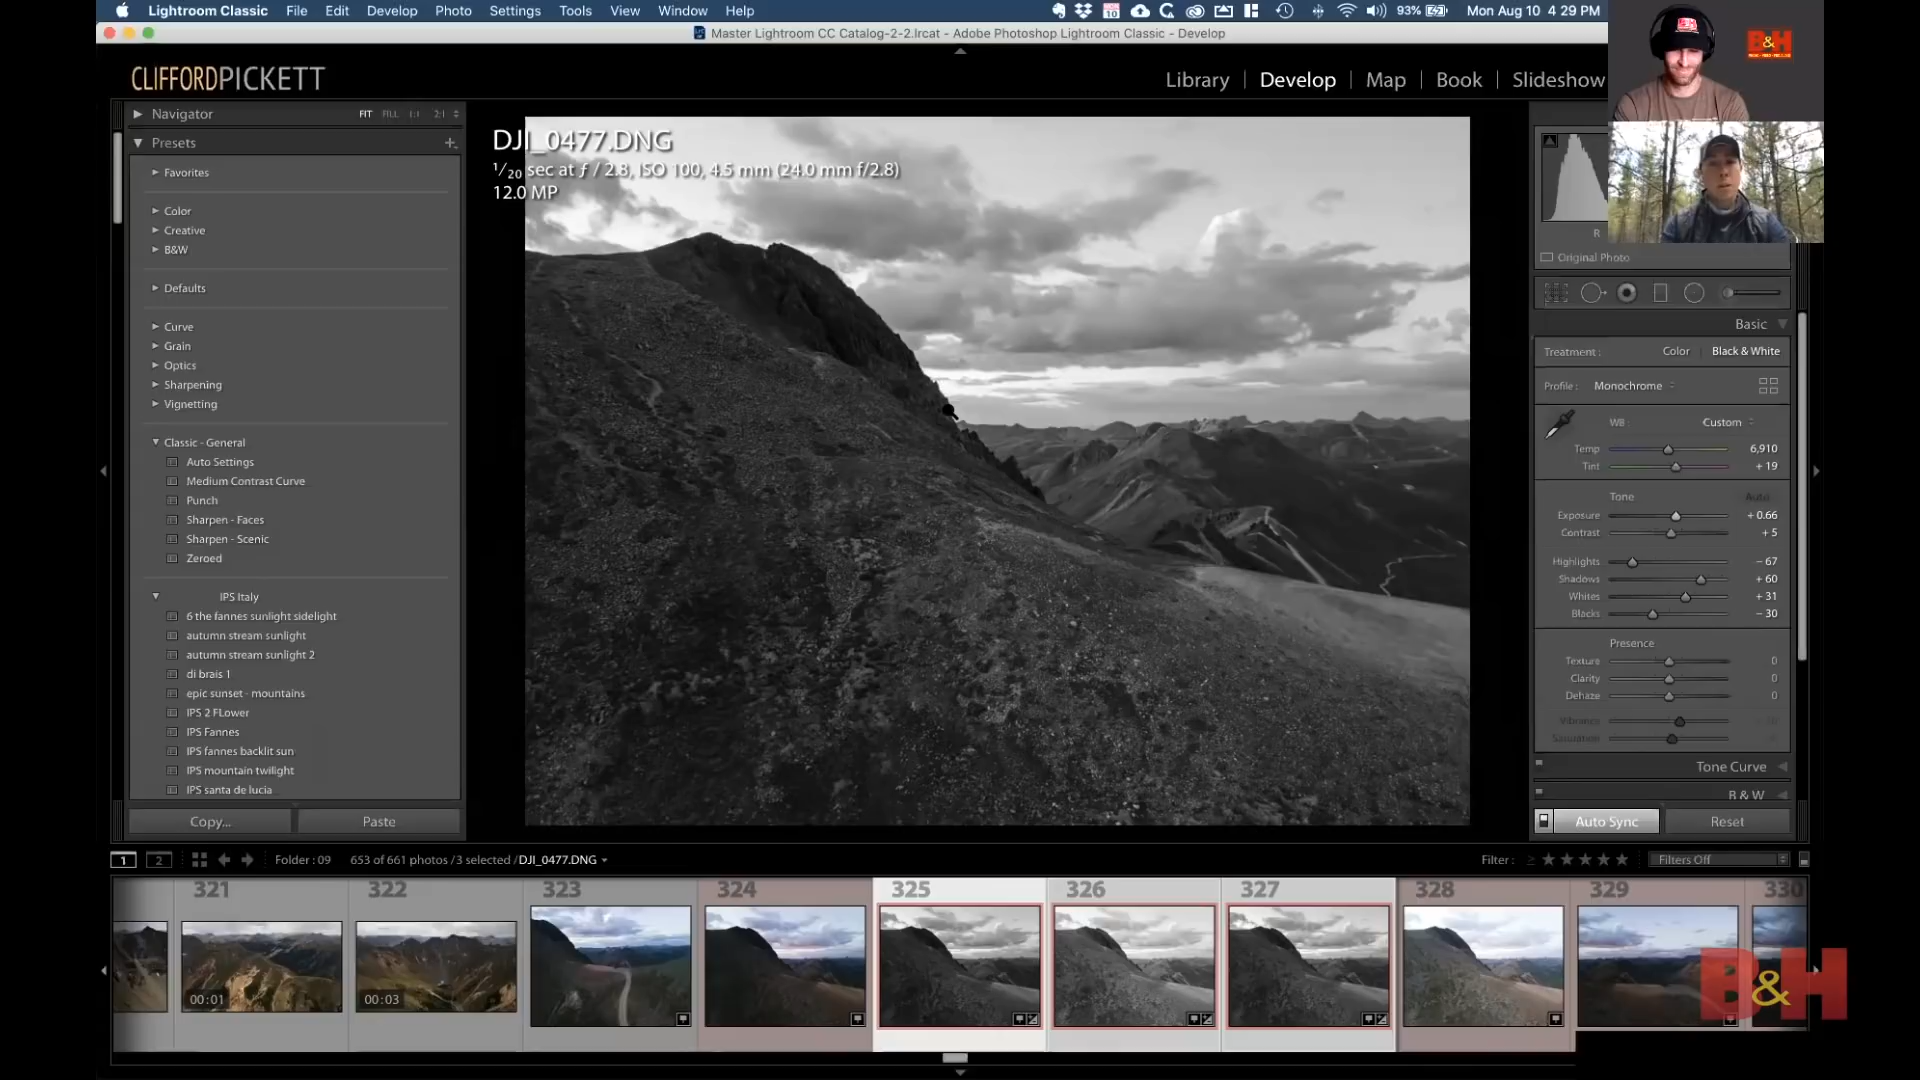 Lightroom Classic File Edit Develop Photo Settings Tools View Window Help
10 93% Mon Aug 10 4:29 PM
Master Lightroom CC Catalog-2-2.lrcat - Adobe Photoshop Lightroom Classic - Develop
B&H
CLIFFORDPICKETT
Library | Develop | Map | Book | Slideshow
Navigator FIT FILL 1:1 2:1
Presets
Favorites
Color
Creative
B&W
Defaults
Curve
Grain
Optics
Sharpening
Vignetting
Classic - General
Auto Settings
Medium Contrast Curve
Punch
Sharpen - Faces
Sharpen - Scenic
Zeroed
IPS Italy
6 the fannes sunlight sidelight
autumn stream sunlight
autumn stream sunlight 2
di brais 1
epic sunset - mountains
IPS 2 FLower
IPS Fannes
IPS fannes backlit sun
IPS mountain twilight
IPS santa de lucia
Copy... Paste
DJI_0477.DNG
1/20 sec at ƒ / 2.8, ISO 100, 4.5 mm (24.0 mm f/2.8)
12.0 MP
R
Original Photo
Basic
Treatment : Color | Black & White
Profile : Monochrome
WB : Custom
Temp 6,910
Tint + 19
Tone Auto
Exposure + 0.66
Contrast + 5
Highlights - 67
Shadows + 60
Whites + 31
Blacks - 30
Presence
Texture 0
Clarity 0
Dehaze 0
Vibrance
Saturation
Tone Curve
B & W
Auto Sync Reset
1 2 Folder : 09 653 of 661 photos / 3 selected / DJI_0477.DNG
Filter : ≥ ★ ★ ★ ★ ★ Filters Off
321 322 323 324 325 326 327 328 329 330
00:01 00:03
B&H